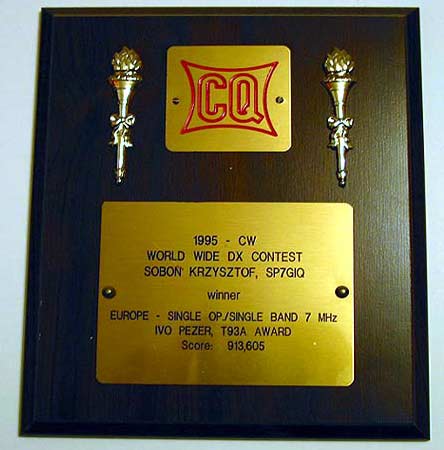 CQ
1995 - CW
WORLD WIDE DX CONTEST
SOBOŃ KRZYSZTOF, SP7GIQ
winner
EUROPE - SINGLE OP./SINGLE BAND 7 MHz
IVO PEZER, T93A AWARD
Score: 913,605